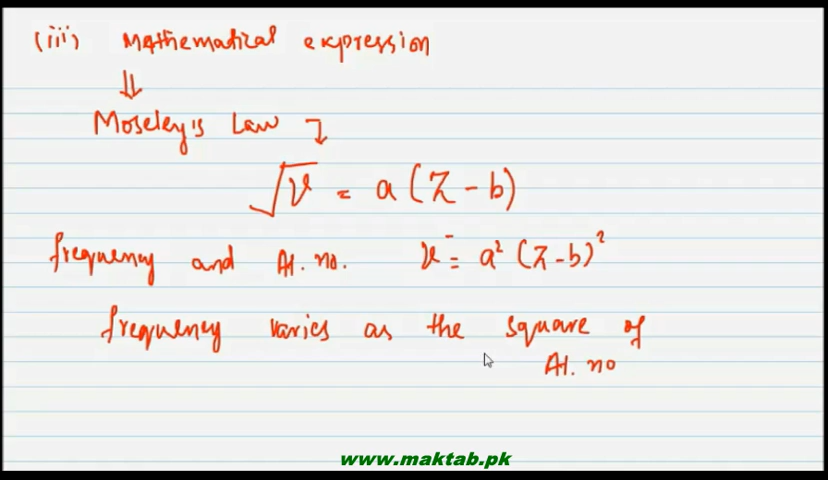 (iii) Mathematical expression
⇓
Moseley's Law
√ν = a (Z - b)
frequency and At. no. ν = a² (Z - b)²
frequency varies as the square of
At. no
www.maktab.pk